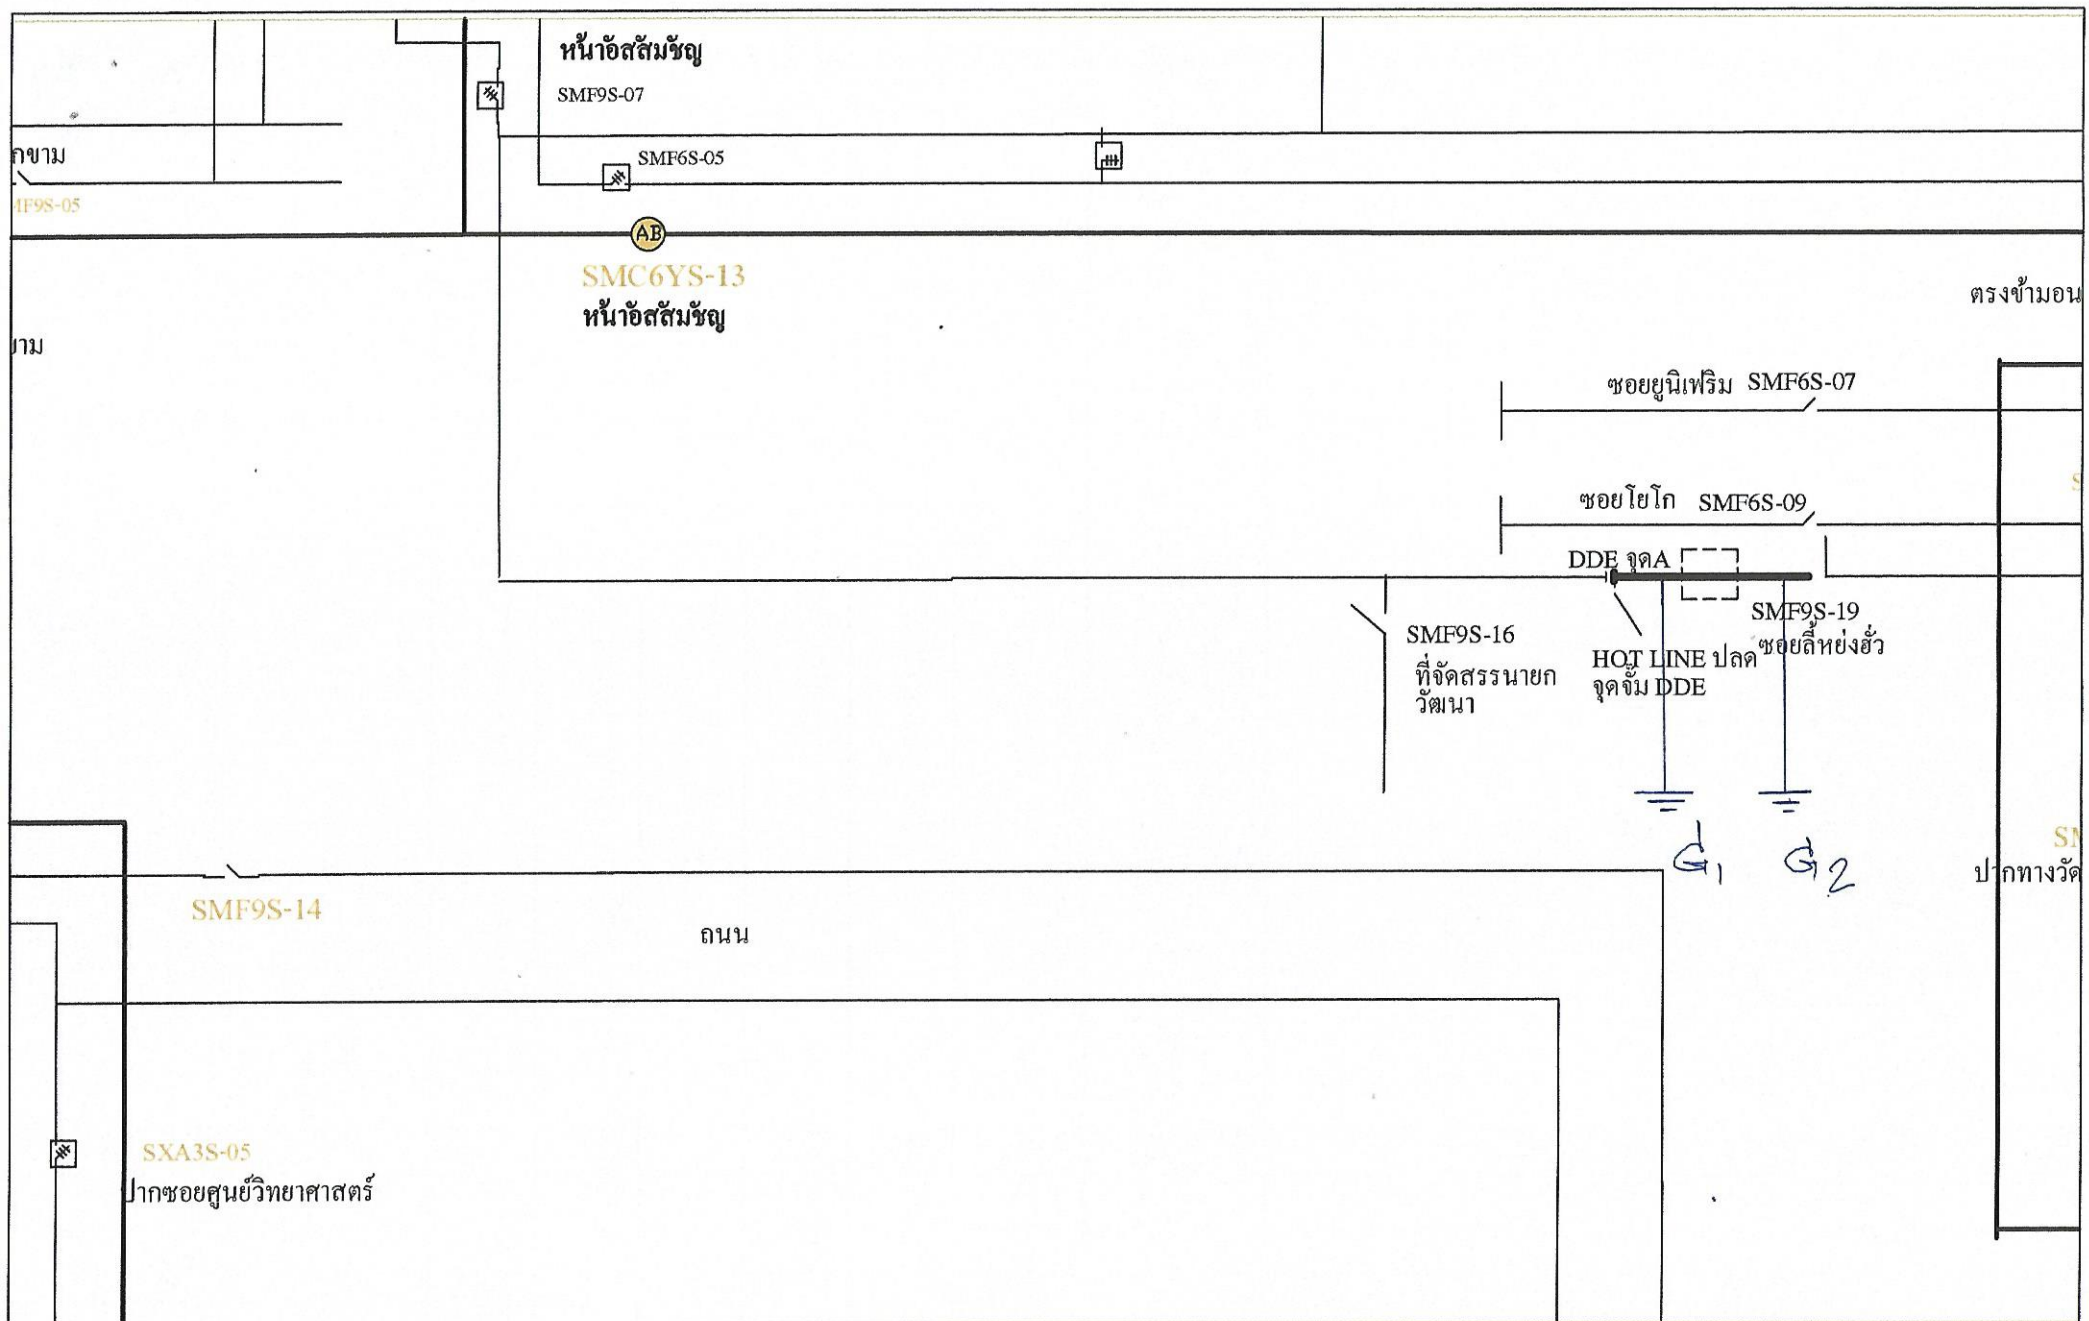 หน้าอัสสัมชัญ
SMF9S-07
SMF6S-05
กขาม
MF9S-05
AB
SMC6YS-13
หน้าอัสสัมชัญ
ตรงข้ามอน
ขาม
ซอยยูนิเฟริม SMF6S-07
ซอยโยโก SMF6S-09
DDE จุดA
SMF9S-19
ซอยลี้หย่งฮั่ว
SMF9S-16
ที่จัดสรรนายก
วัฒนา
HOT LINE ปลด
จุดจั๊ม DDE
G1 G2
ปากทางวัด
SMF9S-14
ถนน
SXA3S-05
ปากซอยศูนย์วิทยาศาสตร์